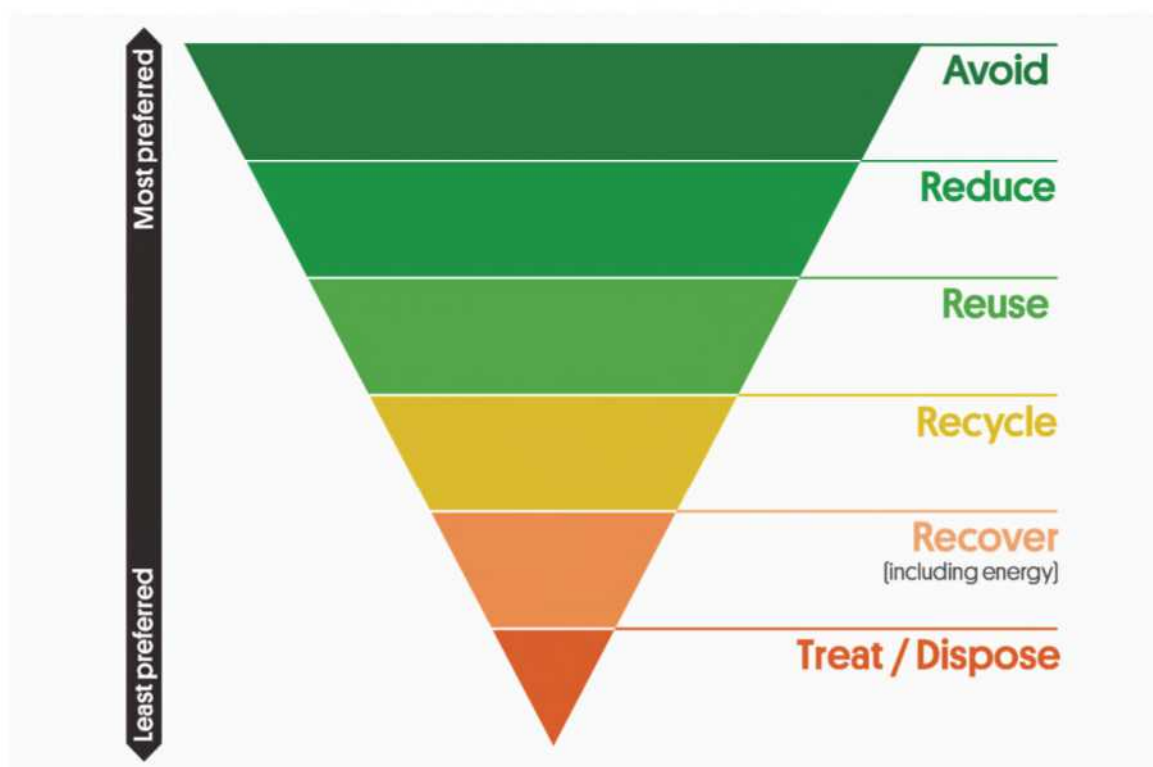 Most preferred
Avoid
Reduce
Reuse
Recycle
Recover
(including energy)
Treat / Dispose
Least preferred